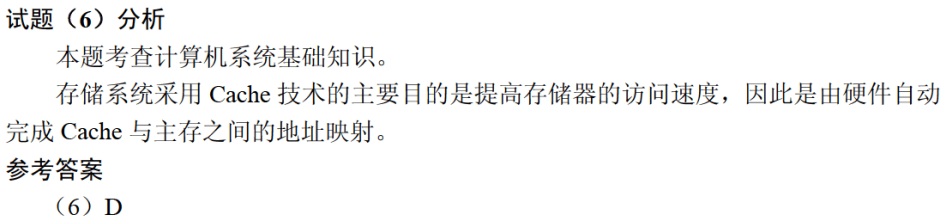 试题（6）分析
本题考查计算机系统基础知识。
存储系统采用 Cache 技术的主要目的是提高存储器的访问速度，因此是由硬件自动
完成 Cache 与主存之间的地址映射。
参考答案
（6）D